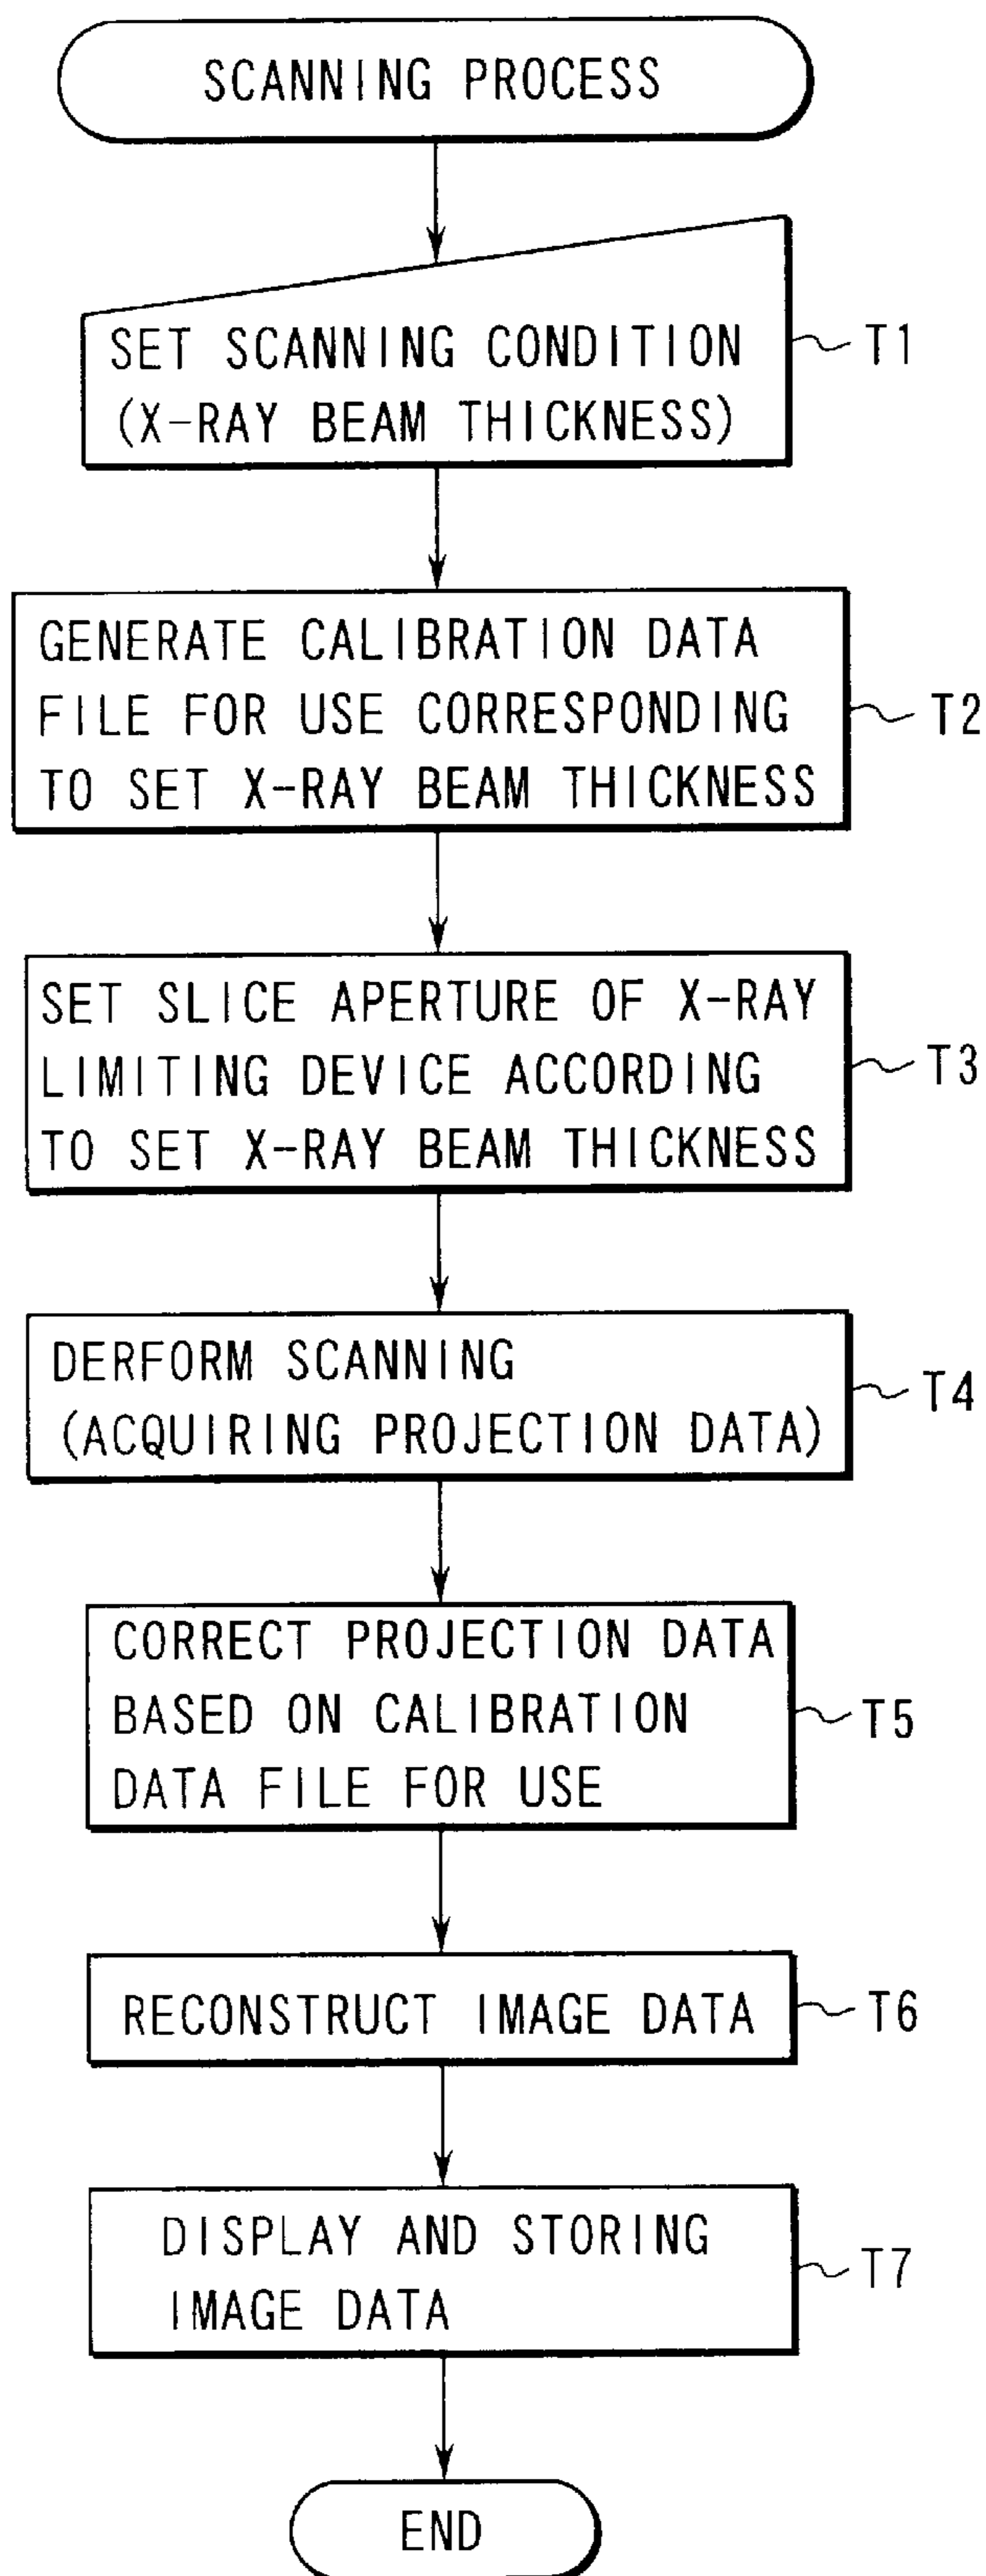 SCANNING PROCESS
SET SCANNING CONDITION
(X-RAY BEAM THICKNESS)
T1
GENERATE CALIBRATION DATA
FILE FOR USE CORRESPONDING
TO SET X-RAY BEAM THICKNESS
T2
SET SLICE APERTURE OF X-RAY
LIMITING DEVICE ACCORDING
TO SET X-RAY BEAM THICKNESS
T3
DERFORM SCANNING
(ACQUIRING PROJECTION DATA)
T4
CORRECT PROJECTION DATA
BASED ON CALIBRATION
DATA FILE FOR USE
T5
RECONSTRUCT IMAGE DATA
T6
DISPLAY AND STORING
IMAGE DATA
T7
END